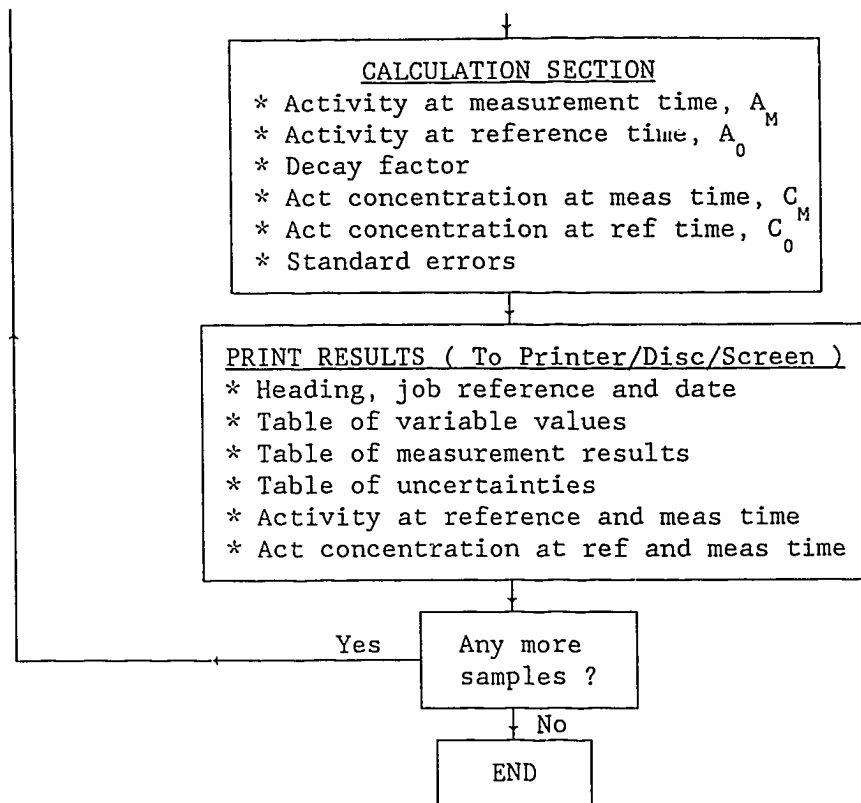 CALCULATION SECTION
* Activity at measurement time, A_M
* Activity at reference time, A_0
* Decay factor
* Act concentration at meas time, C_M
* Act concentration at ref time, C_0
* Standard errors
PRINT RESULTS ( To Printer/Disc/Screen )
* Heading, job reference and date
* Table of variable values
* Table of measurement results
* Table of uncertainties
* Activity at reference and meas time
* Act concentration at ref and meas time
Yes
Any more
samples ?
No
END